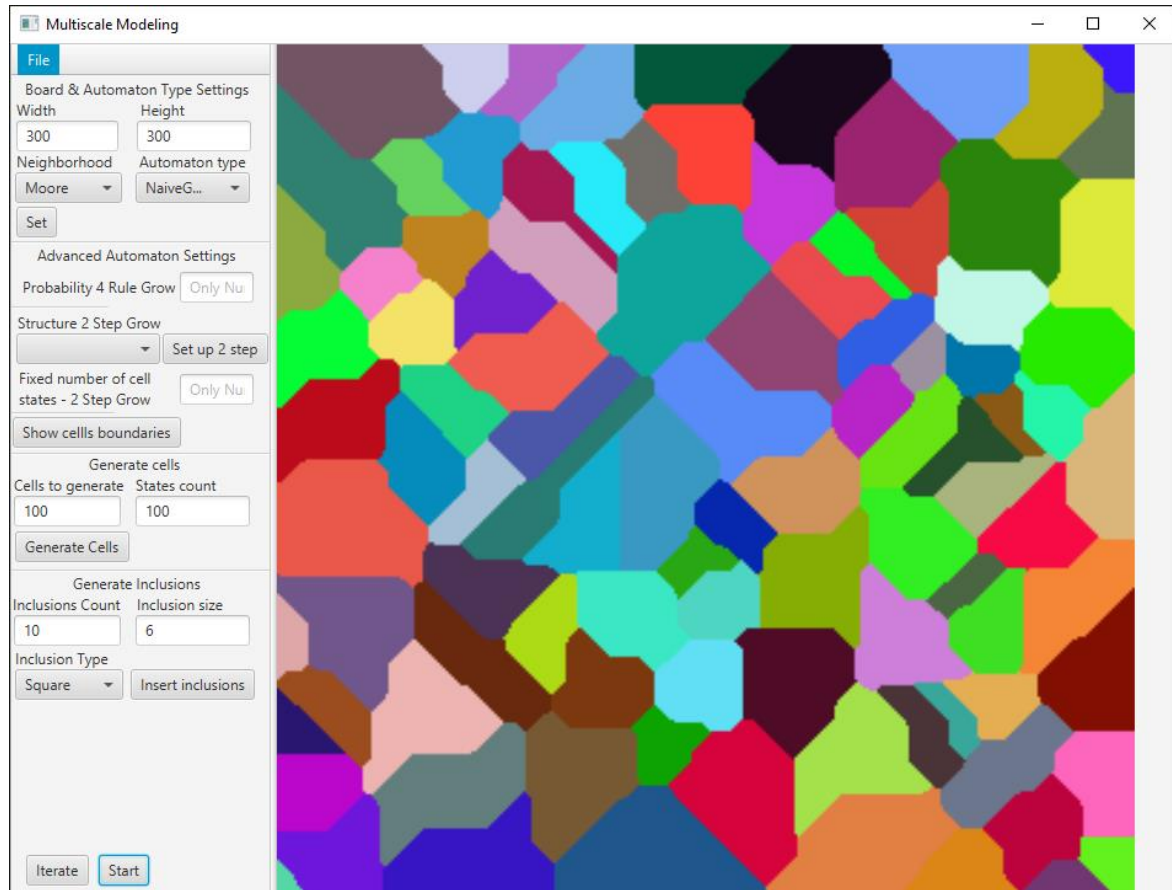 Multiscale Modeling
File
Board & Automaton Type Settings
Width Height
300 300
Neighborhood Automaton type
Moore NaiveG...
Set
Advanced Automaton Settings
Probability 4 Rule Grow Only Nu
Structure 2 Step Grow
Set up 2 step
Fixed number of cell
states - 2 Step Grow Only Nu
Show cellls boundaries
Generate cells
Cells to generate States count
100 100
Generate Cells
Generate Inclusions
Inclusions Count Inclusion size
10 6
Inclusion Type
Square Insert inclusions
Iterate Start